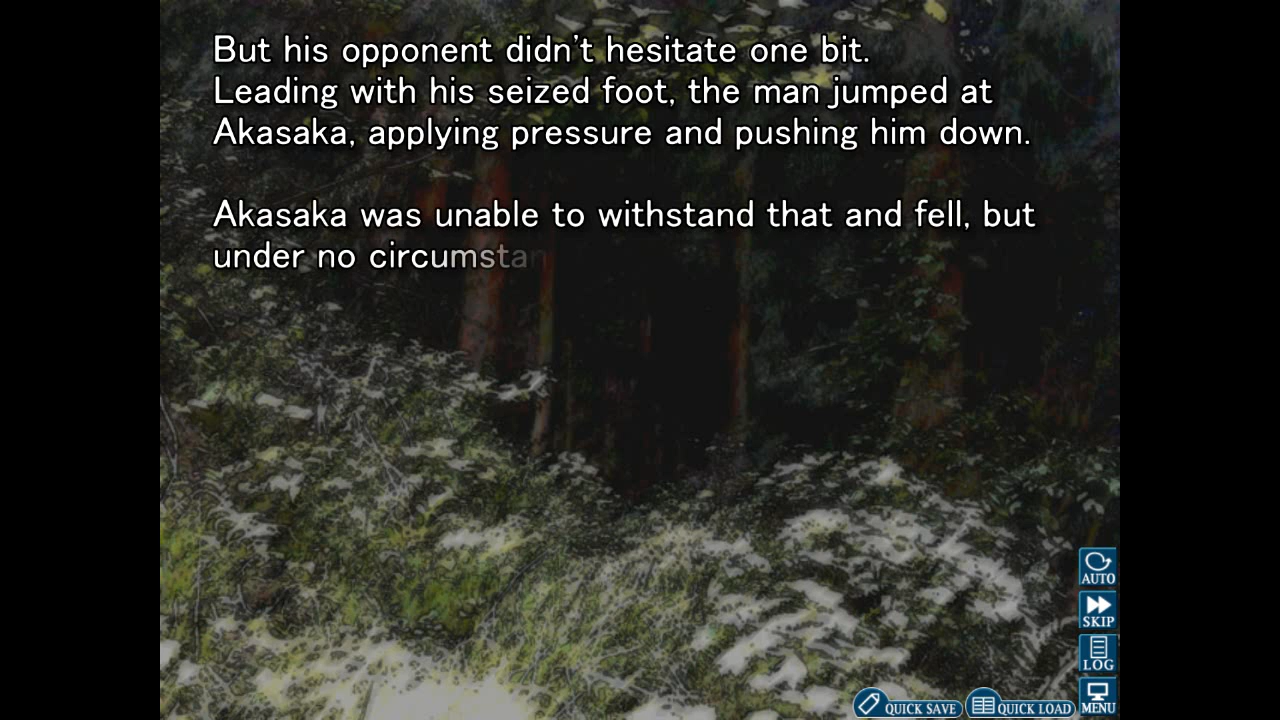 But his opponent didn't hesitate one bit.
Leading with his seized foot, the man jumped at
Akasaka, applying pressure and pushing him down.
Akasaka was unable to withstand that and fell, but
under no circumstan
AUTO
SKIP
LOG
MENU
QUICK SAVE
QUICK LOAD